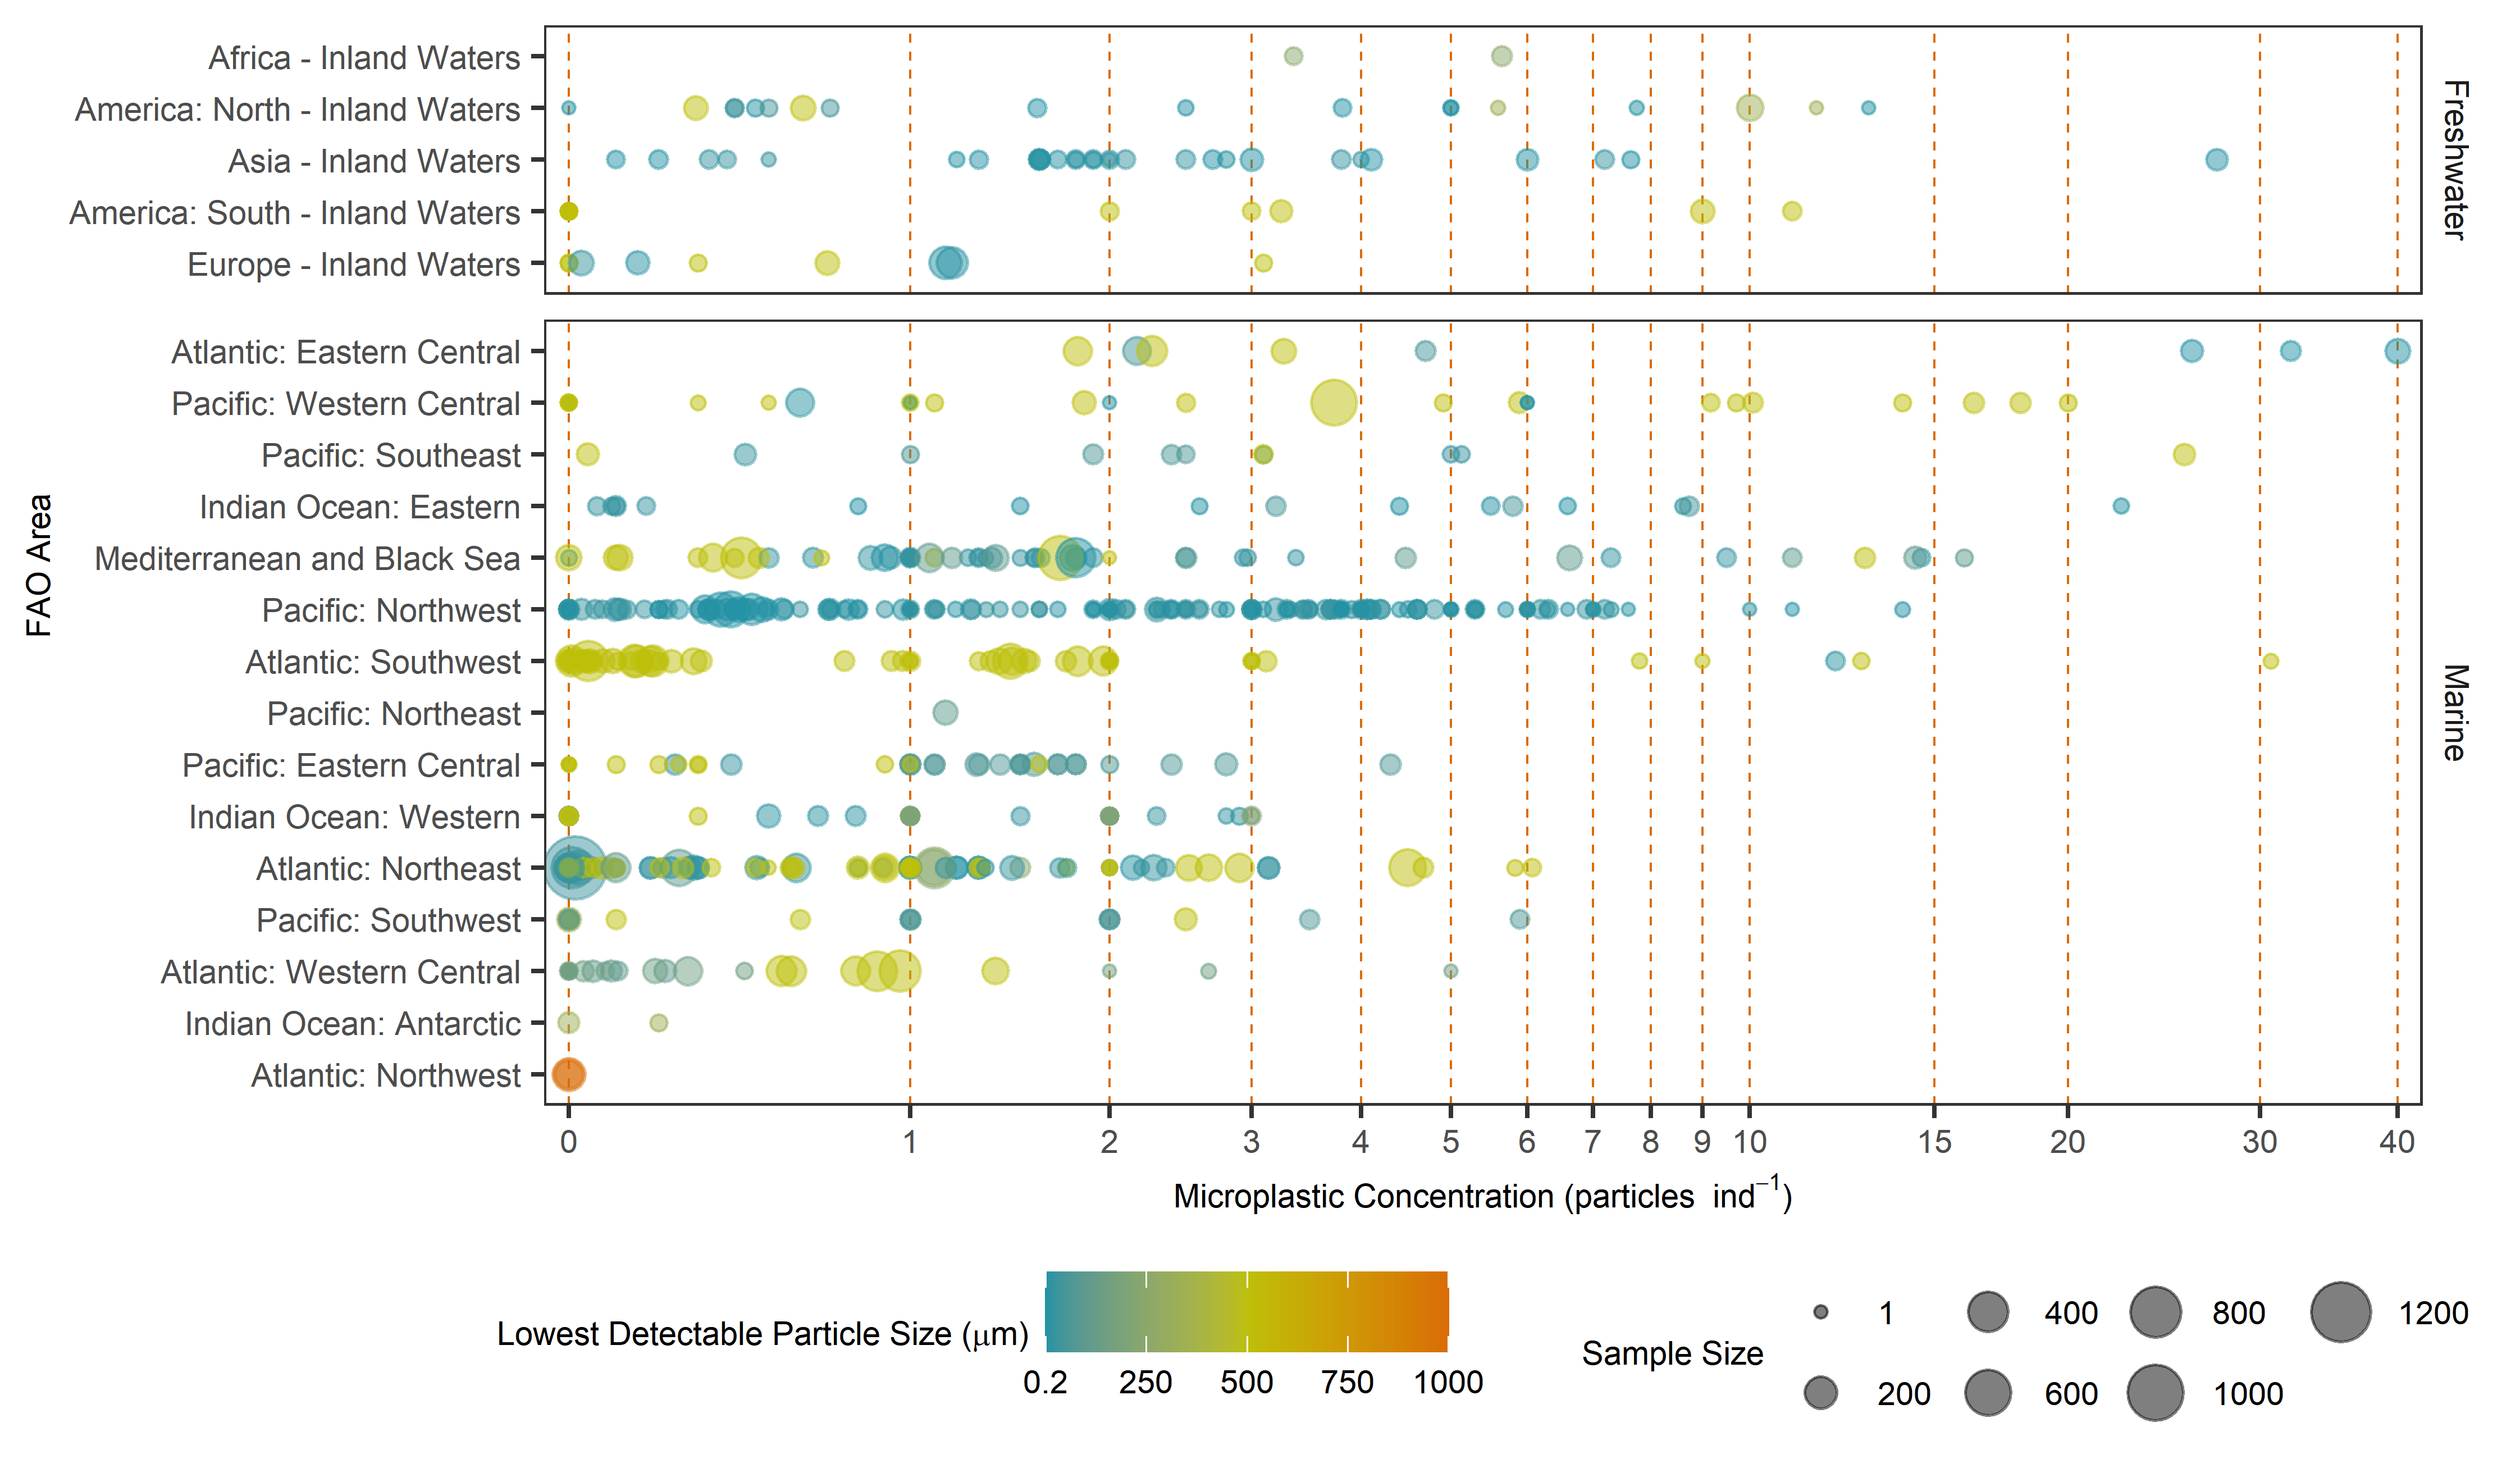 Africa - Inland Waters
America: North - Inland Waters
Asia - Inland Waters
America: South - Inland Waters
Europe - Inland Waters
Freshwater
Atlantic: Eastern Central
Pacific: Western Central
Pacific: Southeast
Indian Ocean: Eastern
Mediterranean and Black Sea
Pacific: Northwest
Atlantic: Southwest
Pacific: Northeast
Pacific: Eastern Central
Indian Ocean: Western
Atlantic: Northeast
Pacific: Southwest
Atlantic: Western Central
Indian Ocean: Antarctic
Atlantic: Northwest
Marine
FAO Area
0 1 2 3 4 5 6 7 8 9 10 15 20 30 40
Microplastic Concentration (particles ind⁻¹)
Lowest Detectable Particle Size (μm)
0.2 250 500 750 1000
Sample Size
1 400 800 1200
200 600 1000